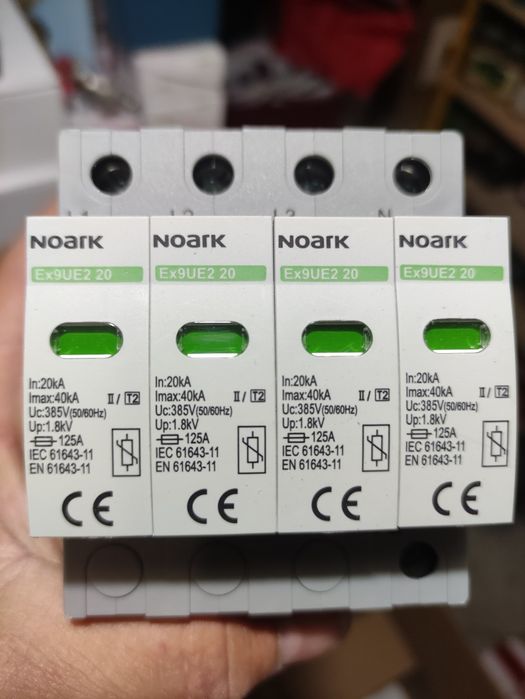 L1 L2 L3 N
NOARK
Ex9UE2 20
In:20kA
Imax:40kA II / T2
Uc:385V(50/60Hz)
Up:1.8kV
125A
IEC 61643-11
EN 61643-11
CE
NOARK
Ex9UE2 20
In:20kA
Imax:40kA II / T2
Uc:385V(50/60Hz)
Up:1.8kV
125A
IEC 61643-11
EN 61643-11
CE
NOARK
Ex9UE2 20
In:20kA
Imax:40kA II / T2
Uc:385V(50/60Hz)
Up:1.8kV
125A
IEC 61643-11
EN 61643-11
CE
NOARK
Ex9UE2 20
In:20kA
Imax:40kA II / T2
Uc:385V(50/60Hz)
Up:1.8kV
125A
IEC 61643-11
EN 61643-11
CE